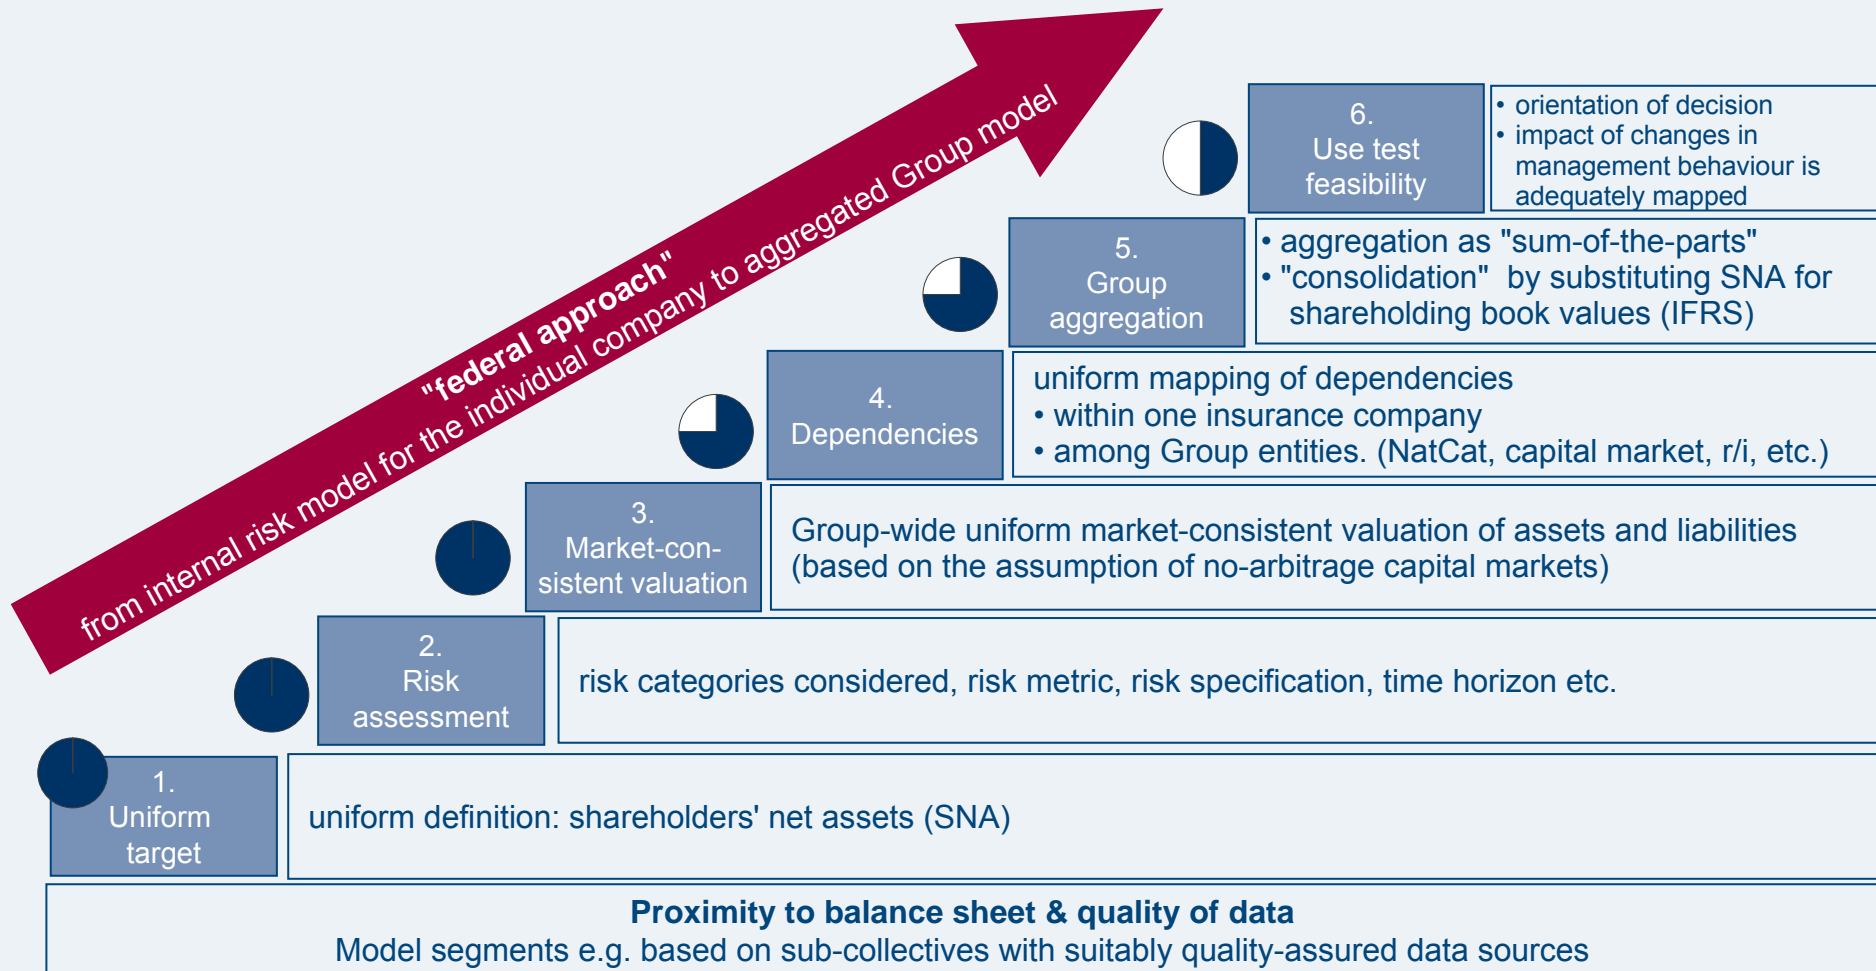 "federal approach"
from internal risk model for the individual company to aggregated Group model
6.
Use test
feasibility
• orientation of decision
• impact of changes in
management behaviour is
adequately mapped
5.
Group
aggregation
• aggregation as "sum-of-the-parts"
• "consolidation" by substituting SNA for
shareholding book values (IFRS)
4.
Dependencies
uniform mapping of dependencies
• within one insurance company
• among Group entities. (NatCat, capital market, r/i, etc.)
3.
Market-con-
sistent valuation
Group-wide uniform market-consistent valuation of assets and liabilities
(based on the assumption of no-arbitrage capital markets)
2.
Risk
assessment
risk categories considered, risk metric, risk specification, time horizon etc.
1.
Uniform
target
uniform definition: shareholders' net assets (SNA)
Proximity to balance sheet & quality of data
Model segments e.g. based on sub-collectives with suitably quality-assured data sources